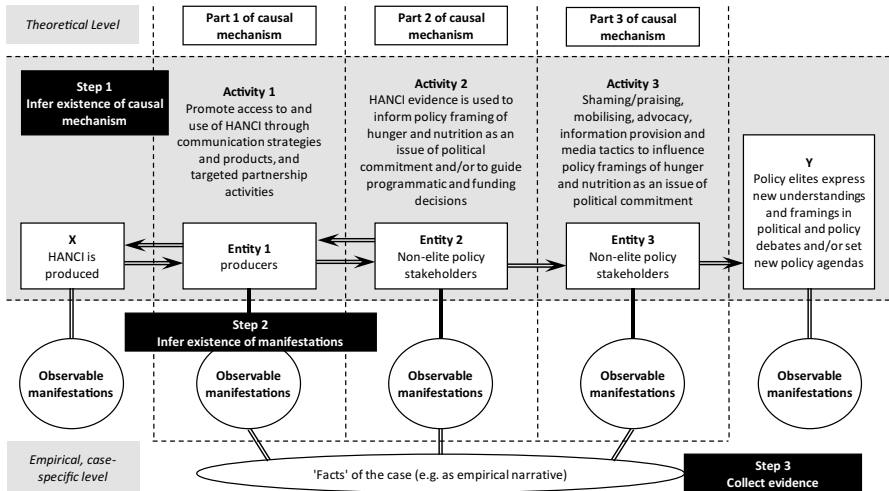 Theoretical Level
Part 1 of causal
mechanism
Part 2 of causal
mechanism
Part 3 of causal
mechanism
Step 1
Infer existence of causal
mechanism
Activity 1
Promote access to and
use of HANCI through
communication strategies
and products, and
targeted partnership
activities
Activity 2
HANCI evidence is used to
inform policy framing of
hunger and nutrition as an
issue of political
commitment and/or to guide
programmatic and funding
decisions
Activity 3
Shaming/praising,
mobilising, advocacy,
information provision and
media tactics to influence
policy framings of hunger
and nutrition as an issue of
political commitment
Y
Policy elites express
new understandings
and framings in
political and policy
debates and/or set
new policy agendas
X
HANCI is
produced
Entity 1
producers
Entity 2
Non-elite policy
stakeholders
Entity 3
Non-elite policy
stakeholders
Step 2
Infer existence of manifestations
Observable
manifestations
Observable
manifestations
Observable
manifestations
Observable
manifestations
Observable
manifestations
Empirical, case-
specific level
'Facts' of the case (e.g. as empirical narrative)
Step 3
Collect evidence